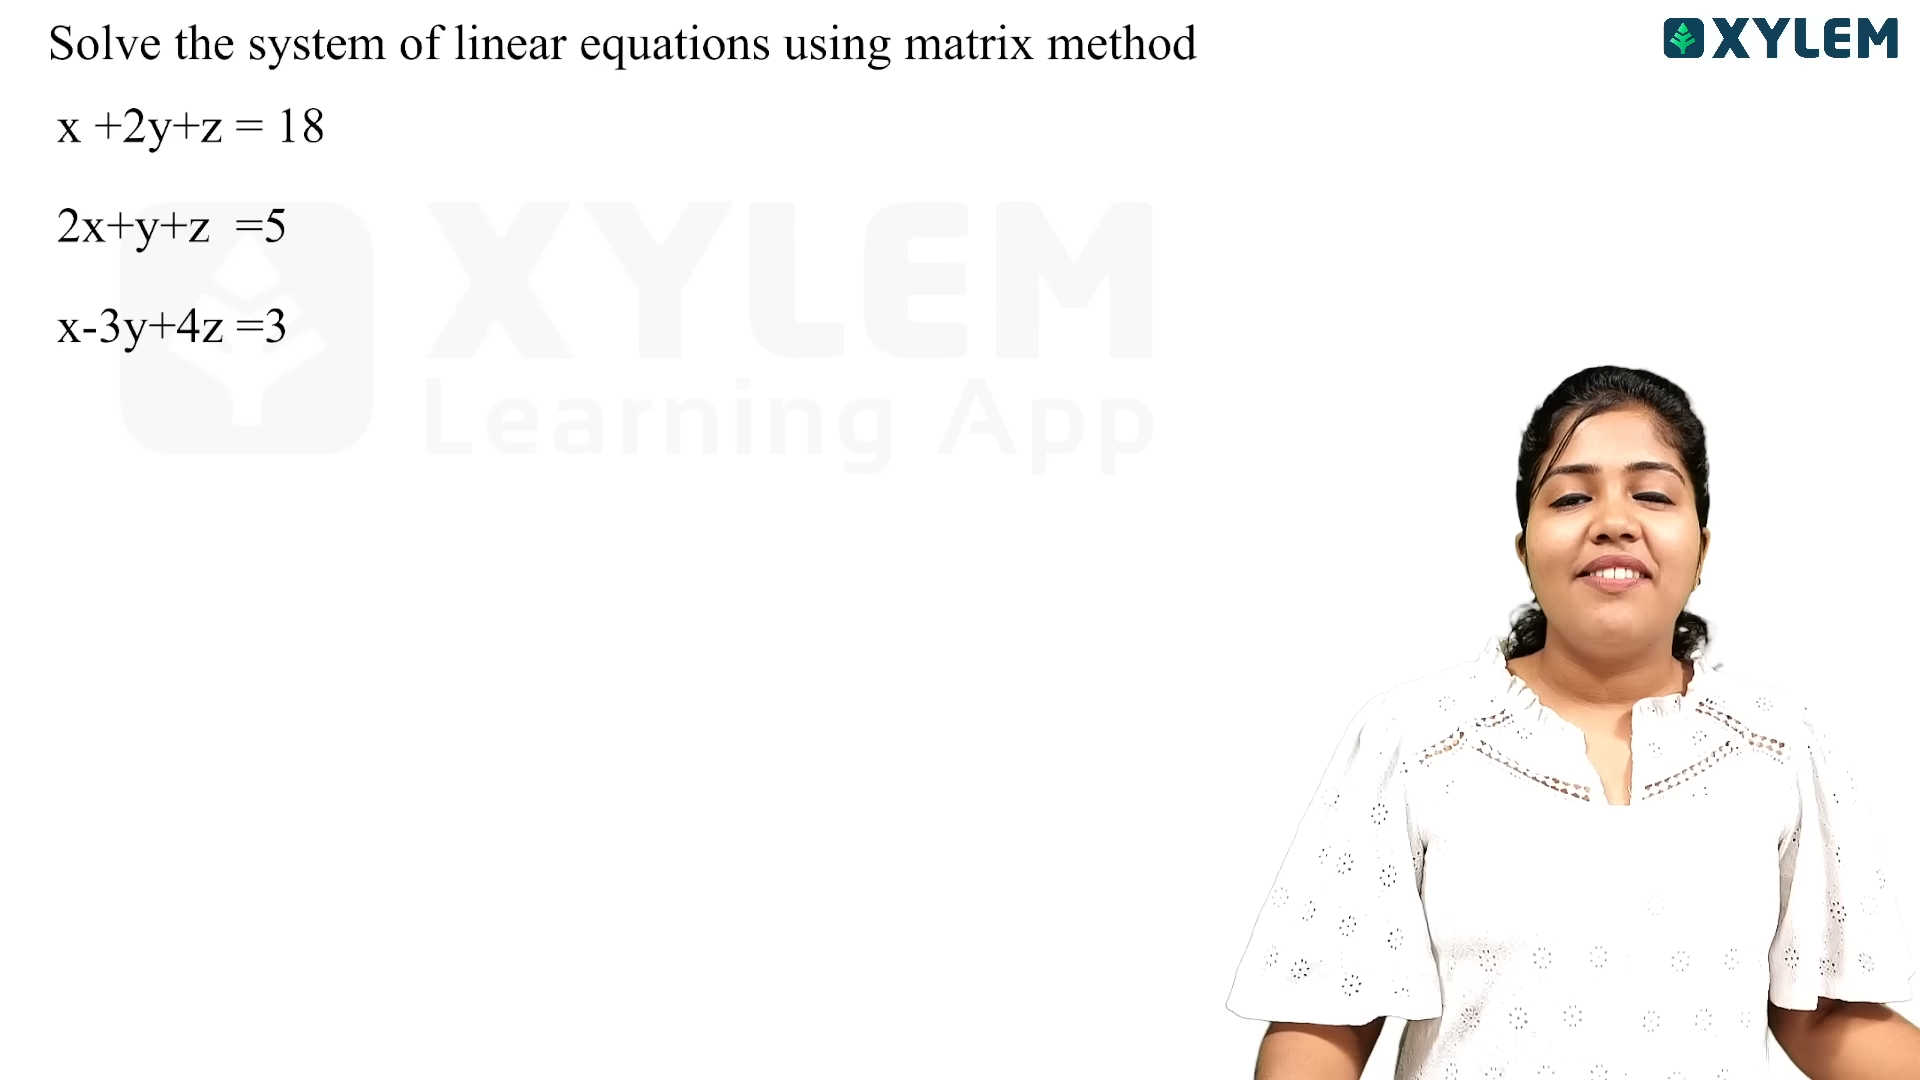 Solve the system of linear equations using matrix method
XYLEM
x +2y+z = 18
2x+y+z =5
x-3y+4z =3
XYLEM
Learning App